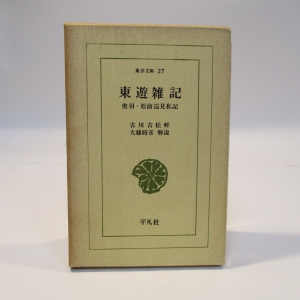 東洋文庫 27
東遊雑記
奥羽・松前巡見私記
古川古松軒
大藤時彦 解説
平凡社